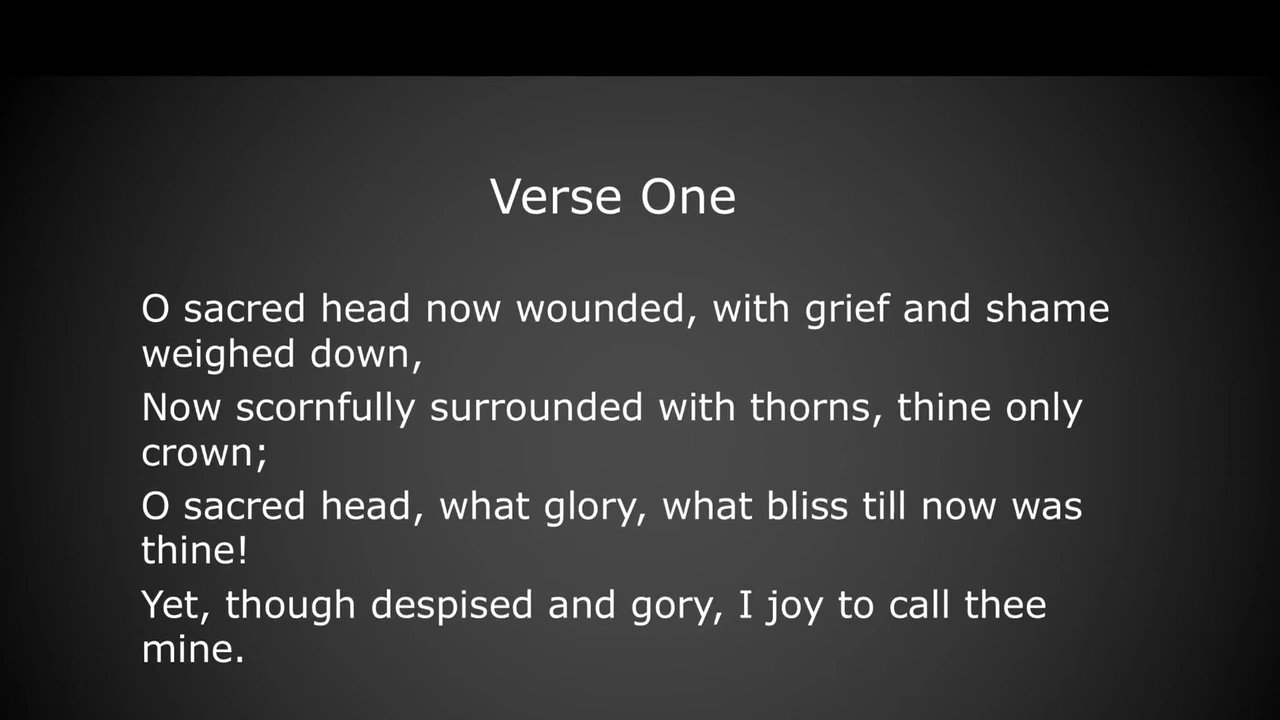 Verse One
O sacred head now wounded, with grief and shame
weighed down,
Now scornfully surrounded with thorns, thine only
crown;
O sacred head, what glory, what bliss till now was
thine!
Yet, though despised and gory, I joy to call thee
mine.